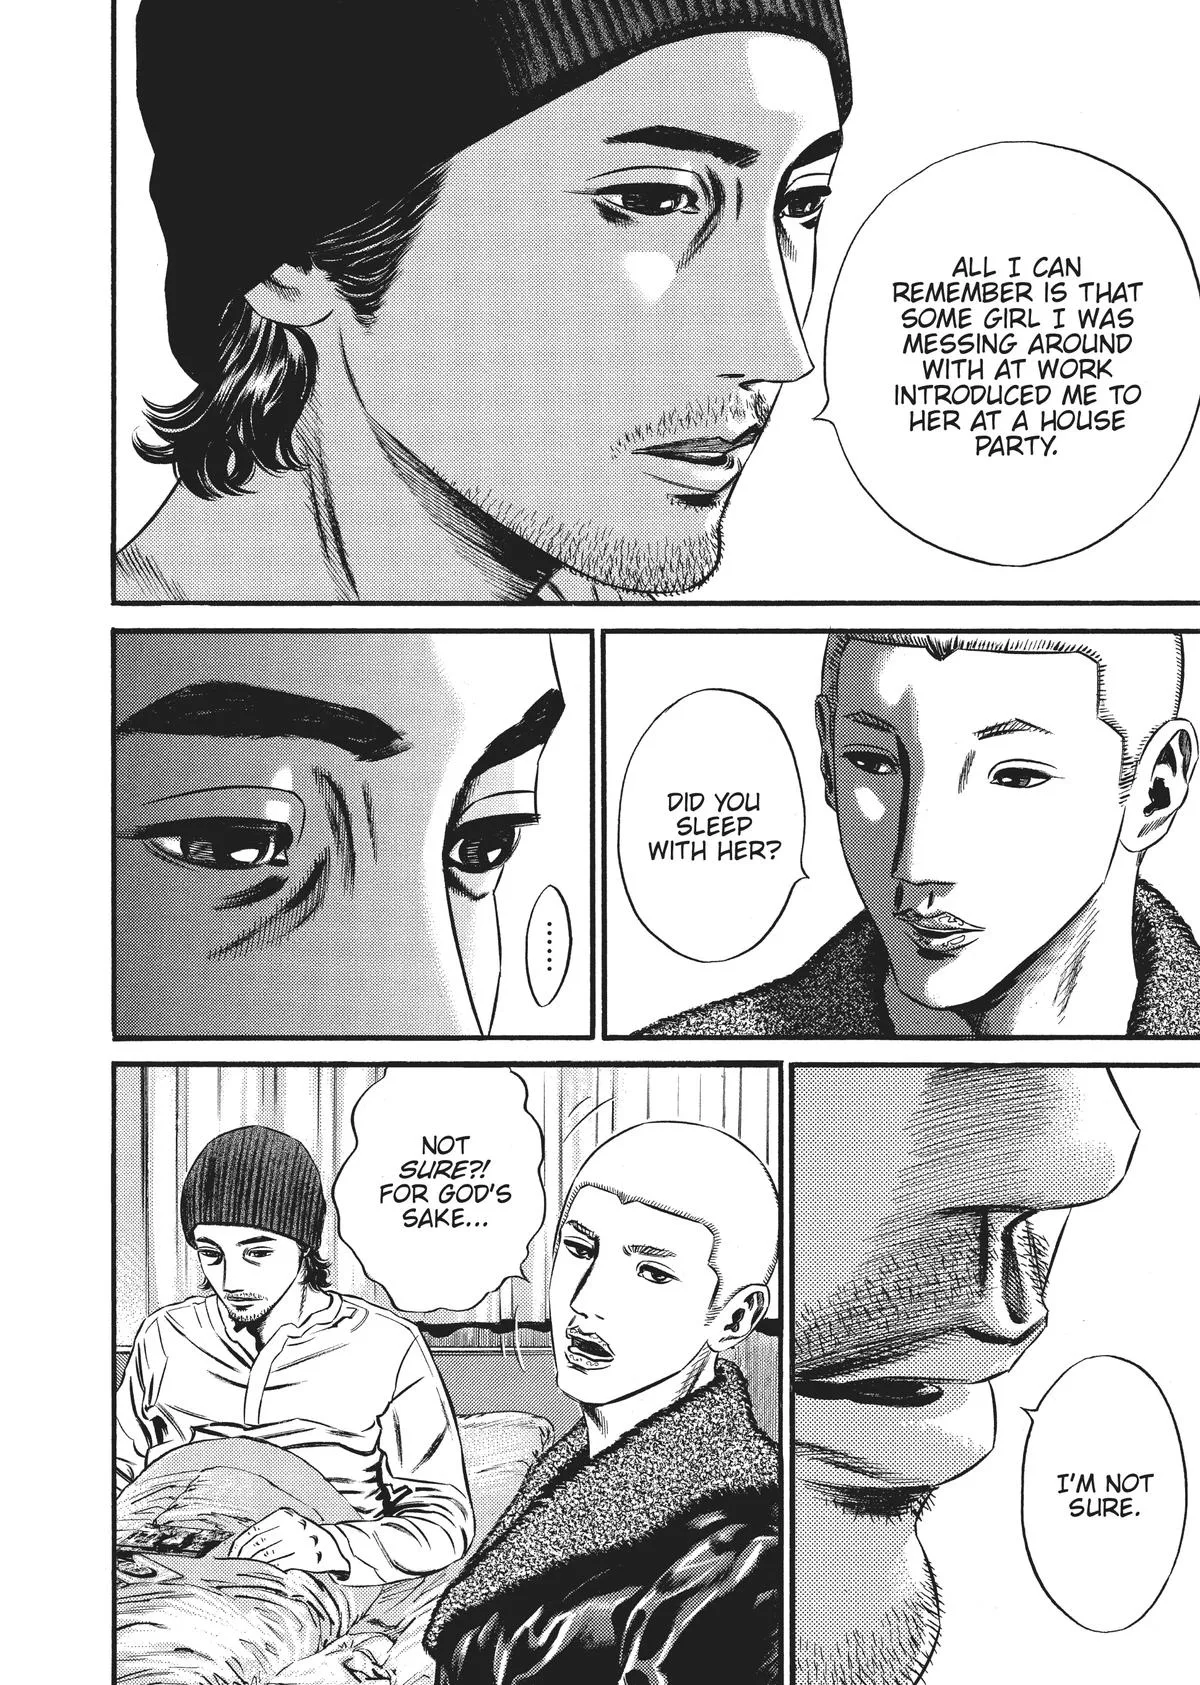 ALL I CAN
REMEMBER IS THAT
SOME GIRL I WAS
MESSING AROUND
WITH AT WORK
INTRODUCED ME TO
HER AT A HOUSE
PARTY.
DID YOU
SLEEP
WITH HER?
........
I'M NOT
SURE.
NOT
SURE?!
FOR GOD'S
SAKE...